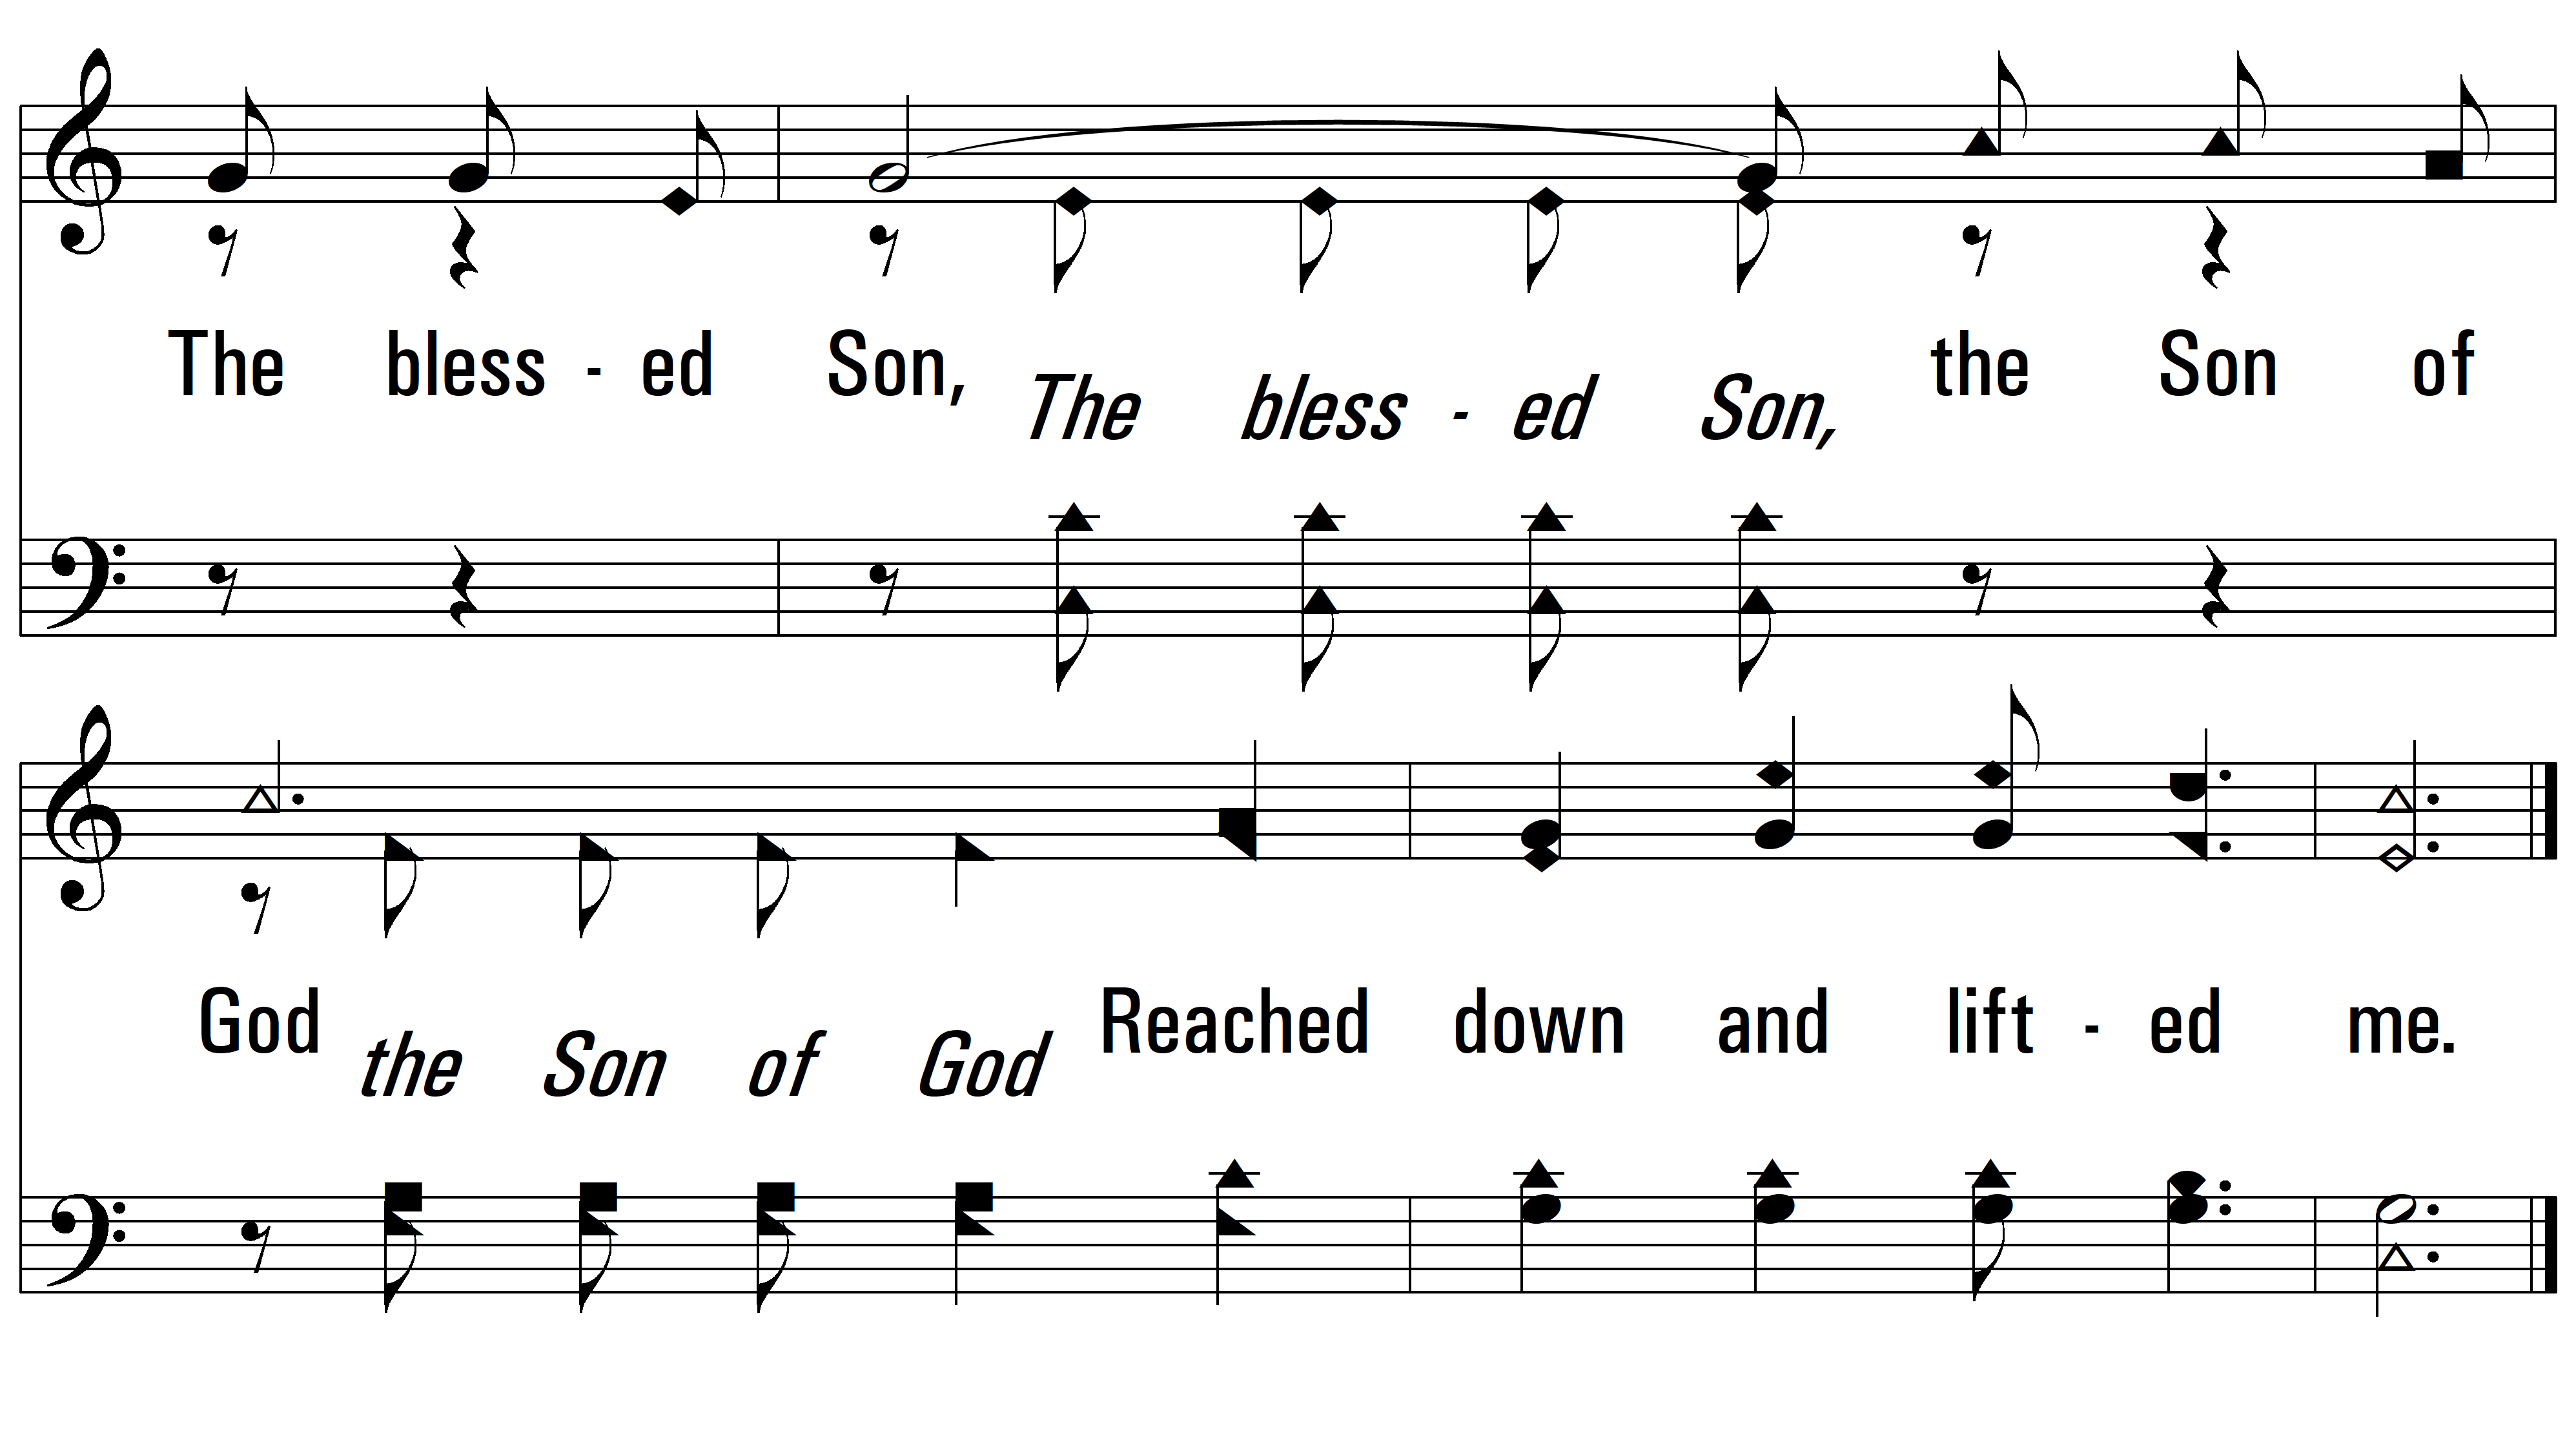 The bless - ed Son, the Son of
The bless - ed Son,
God Reached down and lift - ed me.
the Son of God